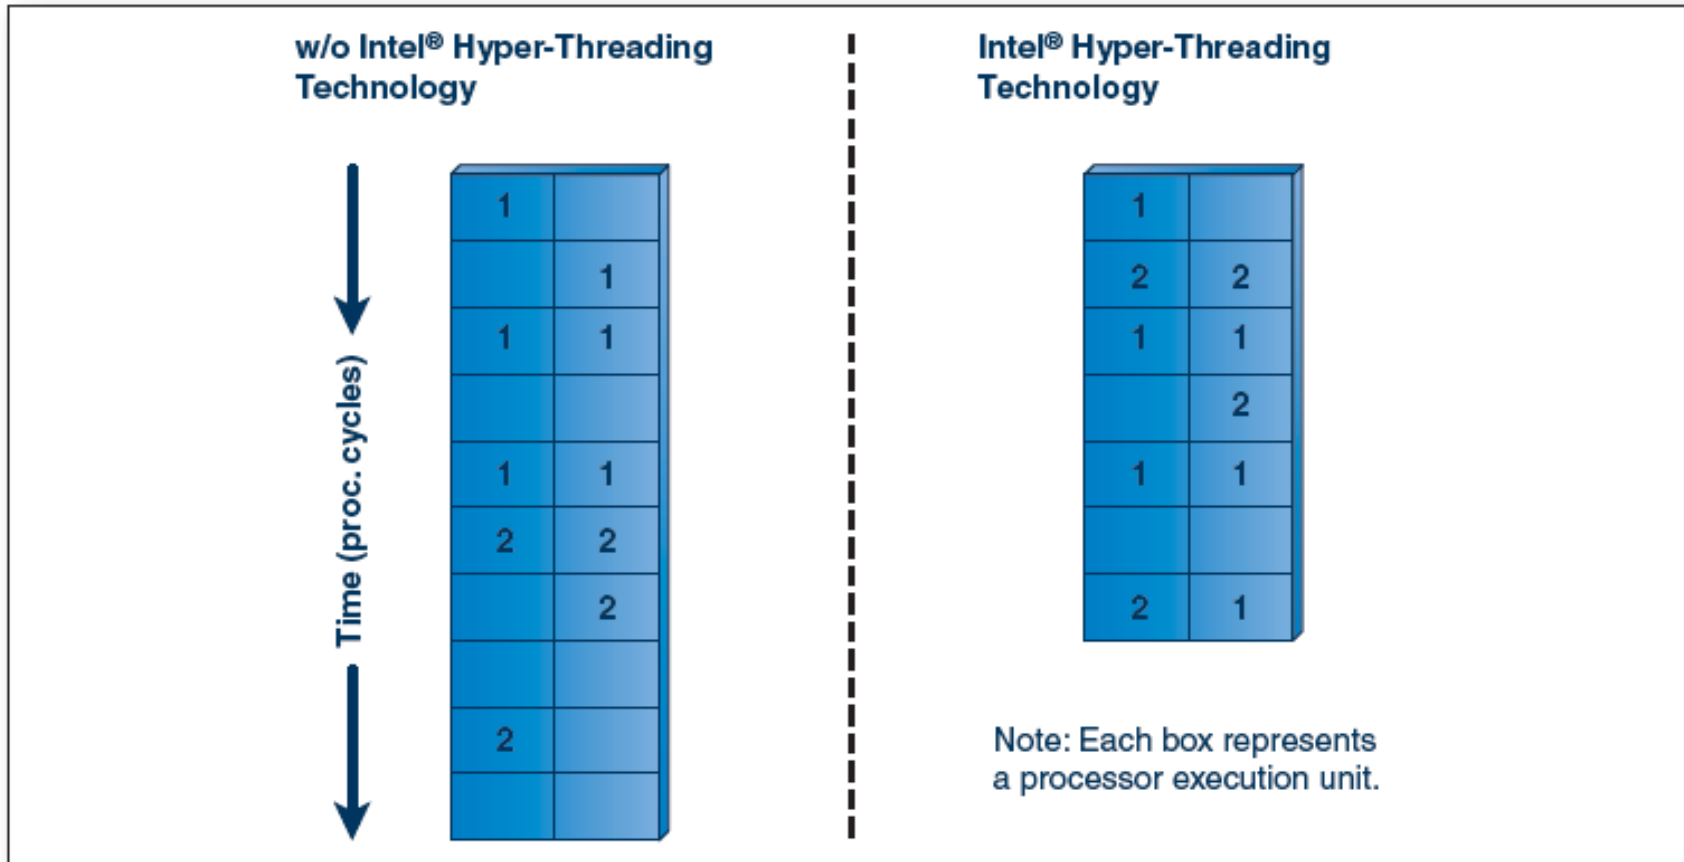 w/o Intel® Hyper-Threading
Technology
Intel® Hyper-Threading
Technology
Time (proc. cycles)
1
1
1 1
1 1
2 2
2
2
1
2 2
1 1
2
1 1
2 1
Note: Each box represents
a processor execution unit.